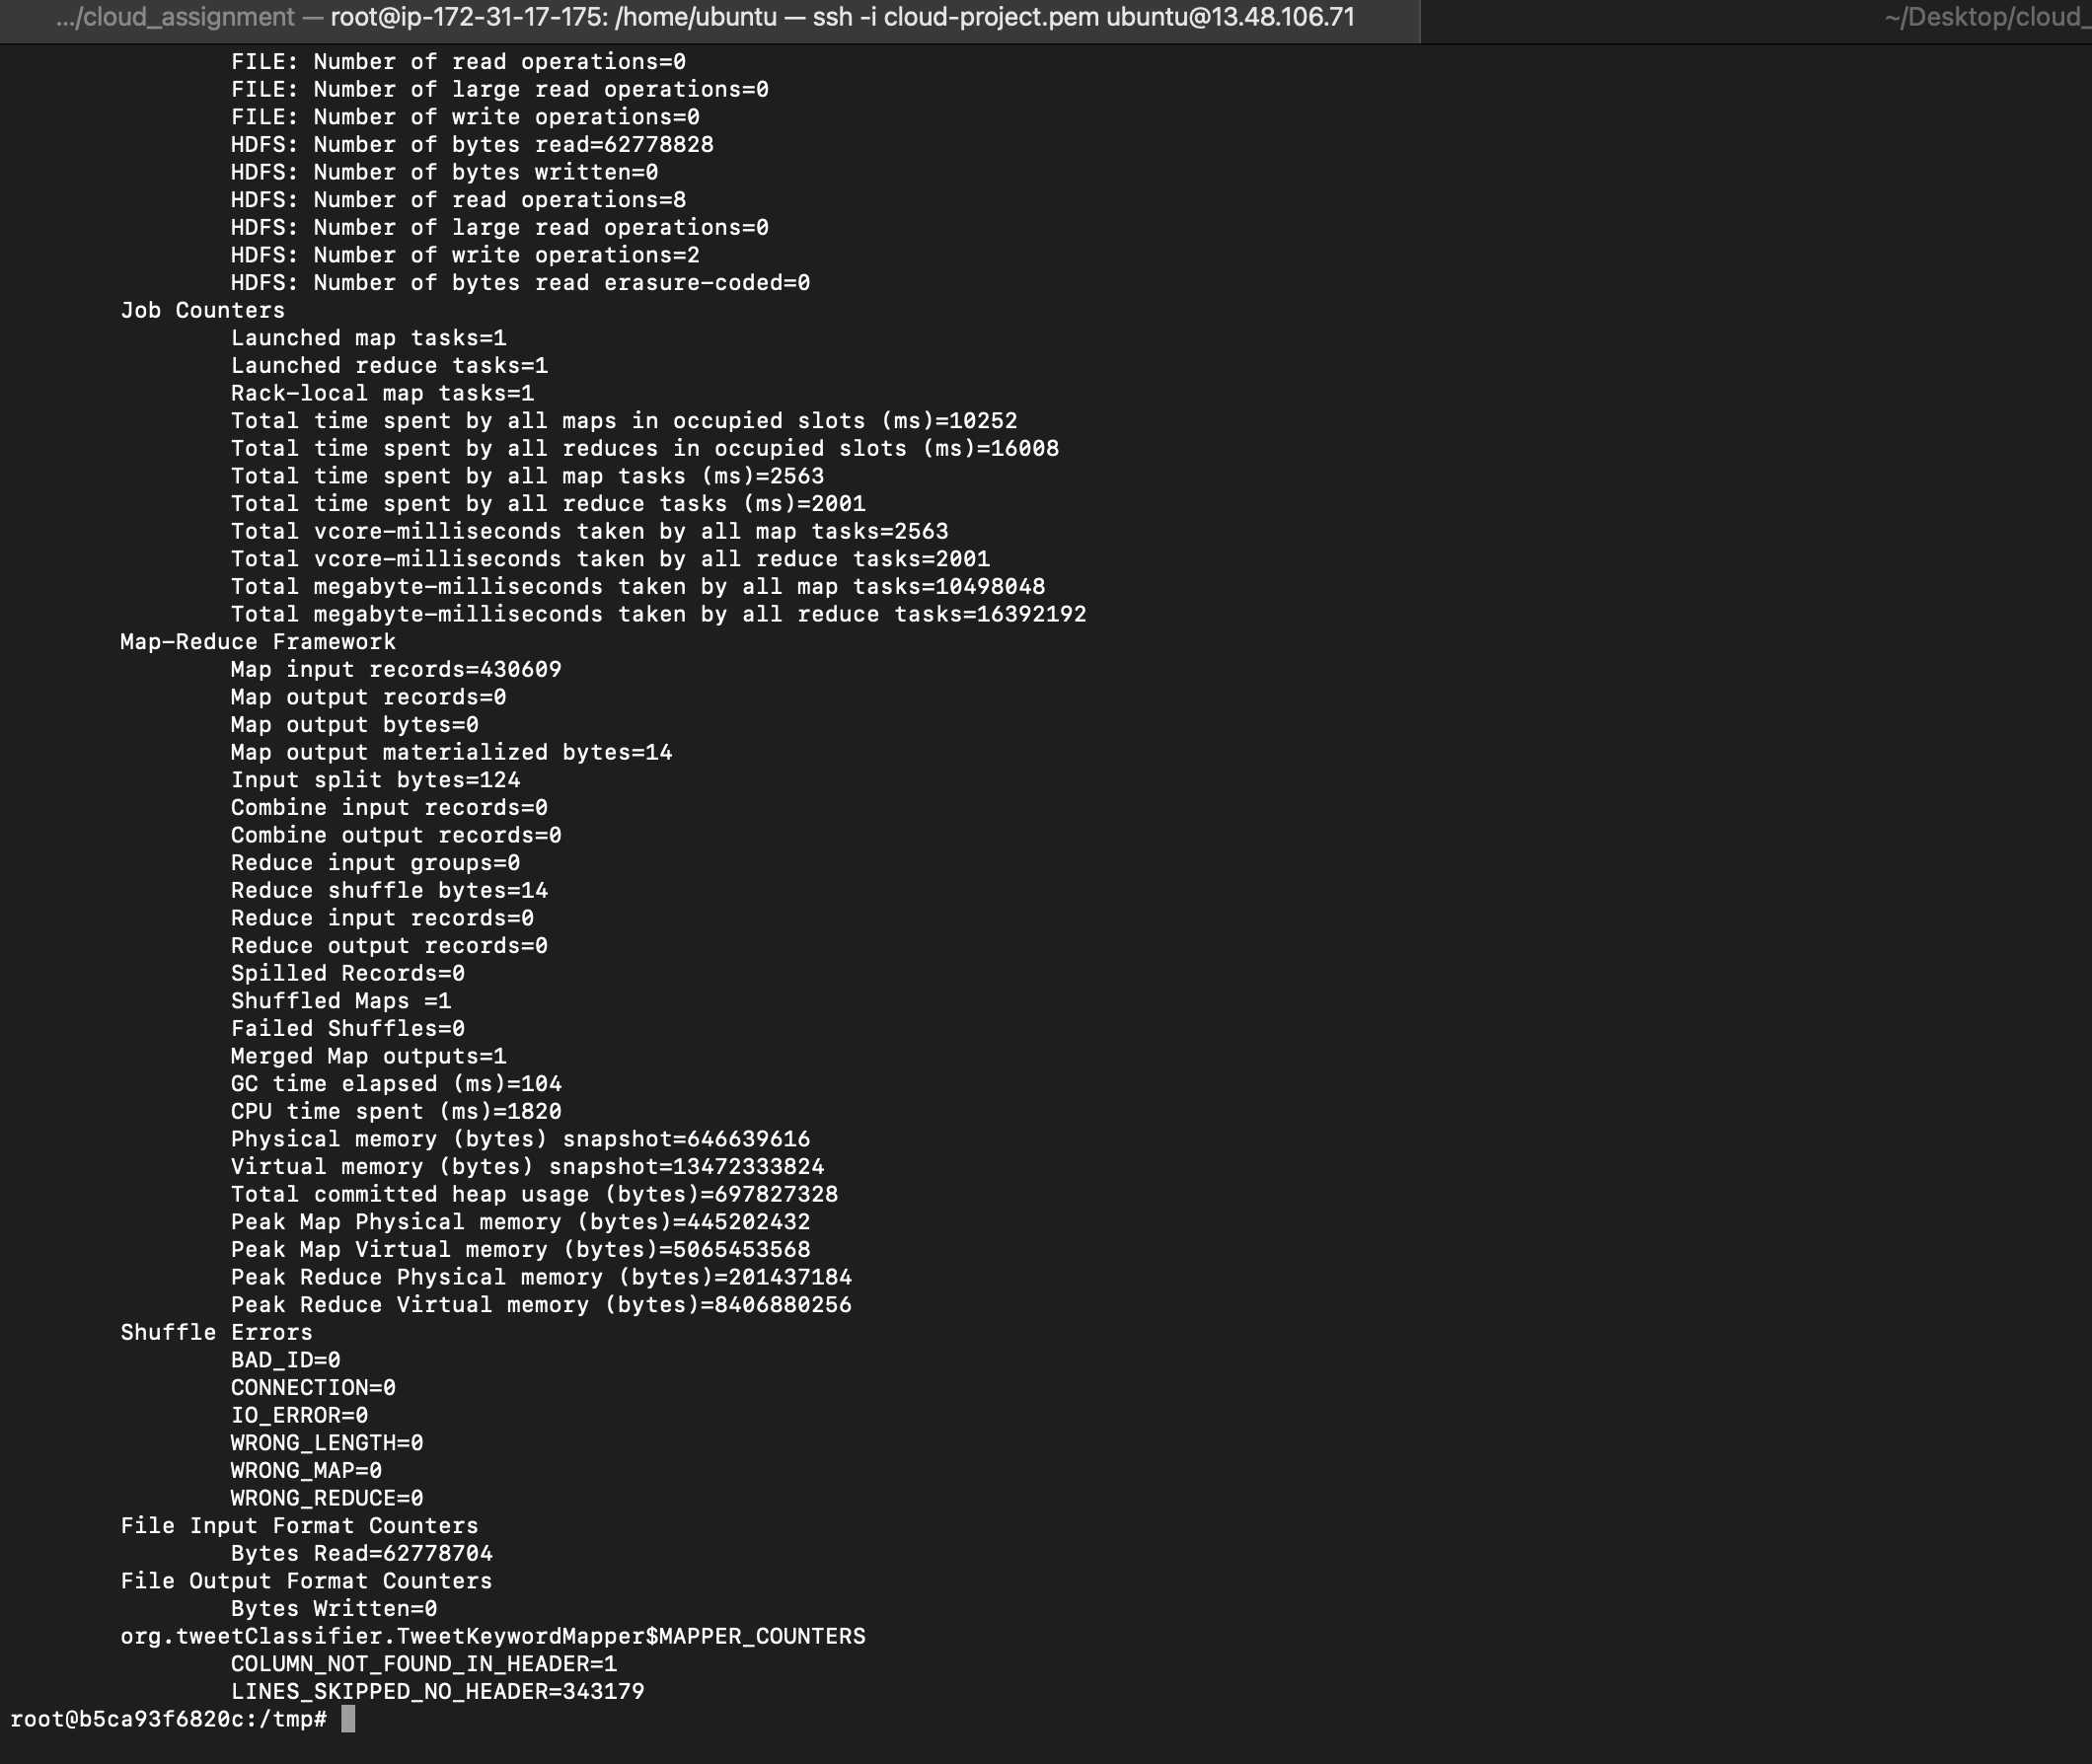 .../cloud_assignment — root@ip-172-31-17-175: /home/ubuntu — ssh -i cloud-project.pem ubuntu@13.48.106.71
~/Desktop/cloud_
FILE: Number of read operations=0
FILE: Number of large read operations=0
FILE: Number of write operations=0
HDFS: Number of bytes read=62778828
HDFS: Number of bytes written=0
HDFS: Number of read operations=8
HDFS: Number of large read operations=0
HDFS: Number of write operations=2
HDFS: Number of bytes read erasure-coded=0
Job Counters
Launched map tasks=1
Launched reduce tasks=1
Rack-local map tasks=1
Total time spent by all maps in occupied slots (ms)=10252
Total time spent by all reduces in occupied slots (ms)=16008
Total time spent by all map tasks (ms)=2563
Total time spent by all reduce tasks (ms)=2001
Total vcore-milliseconds taken by all map tasks=2563
Total vcore-milliseconds taken by all reduce tasks=2001
Total megabyte-milliseconds taken by all map tasks=10498048
Total megabyte-milliseconds taken by all reduce tasks=16392192
Map-Reduce Framework
Map input records=430609
Map output records=0
Map output bytes=0
Map output materialized bytes=14
Input split bytes=124
Combine input records=0
Combine output records=0
Reduce input groups=0
Reduce shuffle bytes=14
Reduce input records=0
Reduce output records=0
Spilled Records=0
Shuffled Maps =1
Failed Shuffles=0
Merged Map outputs=1
GC time elapsed (ms)=104
CPU time spent (ms)=1820
Physical memory (bytes) snapshot=646639616
Virtual memory (bytes) snapshot=13472333824
Total committed heap usage (bytes)=697827328
Peak Map Physical memory (bytes)=445202432
Peak Map Virtual memory (bytes)=5065453568
Peak Reduce Physical memory (bytes)=201437184
Peak Reduce Virtual memory (bytes)=8406880256
Shuffle Errors
BAD_ID=0
CONNECTION=0
IO_ERROR=0
WRONG_LENGTH=0
WRONG_MAP=0
WRONG_REDUCE=0
File Input Format Counters
Bytes Read=62778704
File Output Format Counters
Bytes Written=0
org.tweetClassifier.TweetKeywordMapper$MAPPER_COUNTERS
COLUMN_NOT_FOUND_IN_HEADER=1
LINES_SKIPPED_NO_HEADER=343179
root@b5ca93f6820c:/tmp#